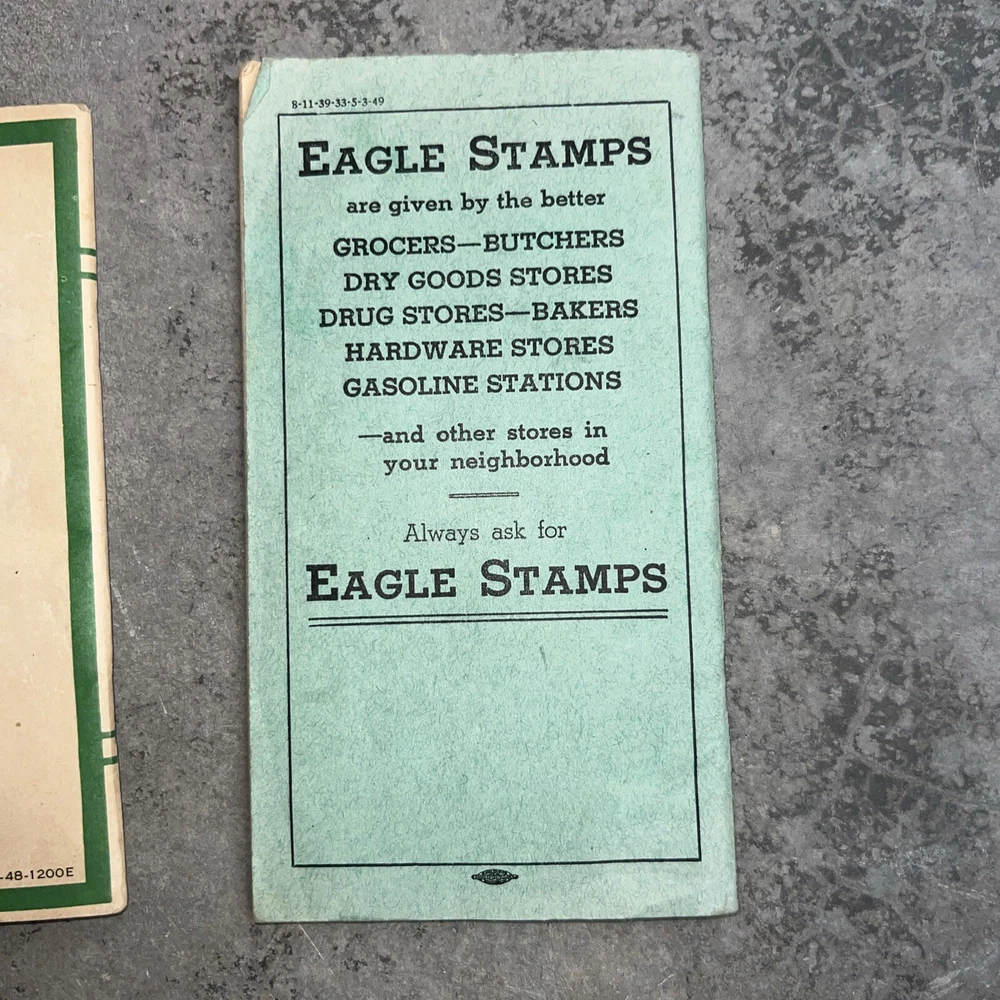 8-11-39-33-5-3-49
EAGLE STAMPS
are given by the better
GROCERS—BUTCHERS
DRY GOODS STORES
DRUG STORES—BAKERS
HARDWARE STORES
GASOLINE STATIONS
—and other stores in
your neighborhood
Always ask for
EAGLE STAMPS
-48-1200E